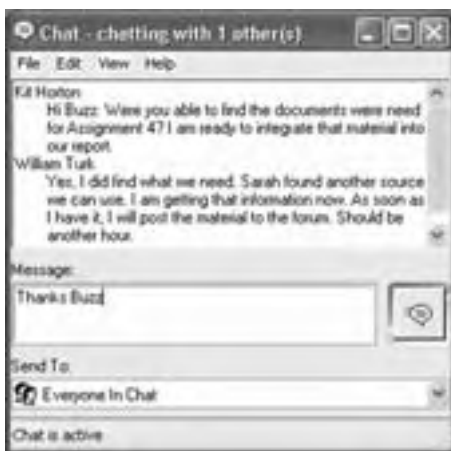 Chat - chetting with 1 other(s)
File Edit View Help
Kit Horton
Hi Buzz. Were you able to find the documents were need
for Assignment 4? I am ready to integrate that material into
our report.
William Turk
Yes, I did find what we need. Sarah found another source
we can use. I am getting that information now. As soon as
I have it, I will post the material to the forum. Should be
another hour.
Message:
Thanks Buzz
Send To:
Everyone In Chat
Chat is active